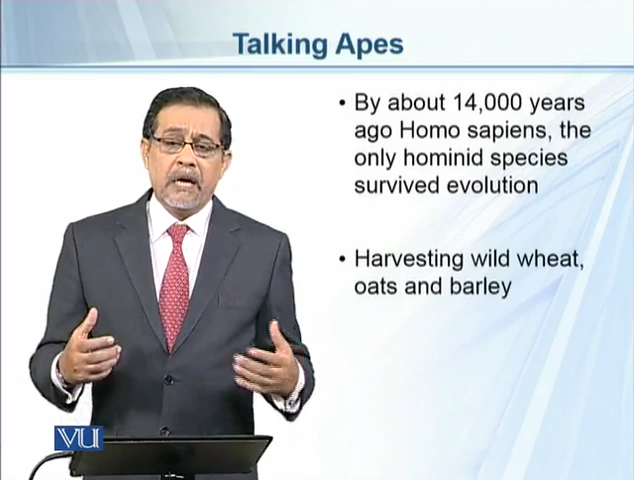 Talking Apes
• By about 14,000 years
ago Homo sapiens, the
only hominid species
survived evolution
• Harvesting wild wheat,
oats and barley
VU